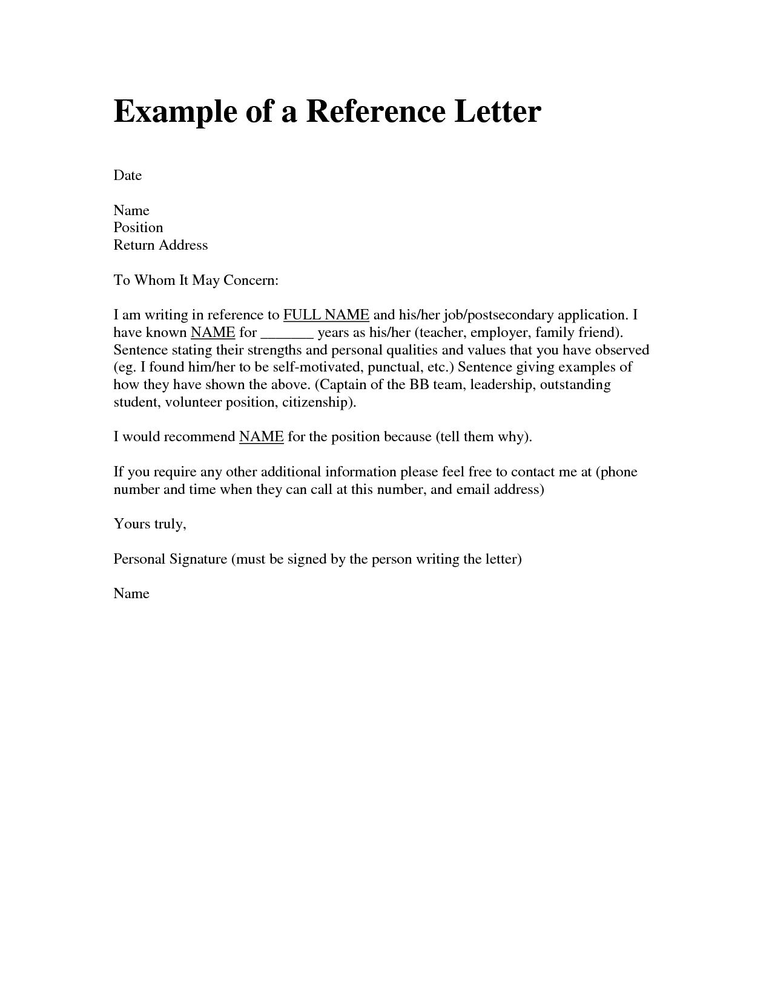 Example of a Reference Letter
Date
Name
Position
Return Address
To Whom It May Concern:
I am writing in reference to FULL NAME and his/her job/postsecondary application. I
have known NAME for _______ years as his/her (teacher, employer, family friend).
Sentence stating their strengths and personal qualities and values that you have observed
(eg. I found him/her to be self-motivated, punctual, etc.) Sentence giving examples of
how they have shown the above. (Captain of the BB team, leadership, outstanding
student, volunteer position, citizenship).
I would recommend NAME for the position because (tell them why).
If you require any other additional information please feel free to contact me at (phone
number and time when they can call at this number, and email address)
Yours truly,
Personal Signature (must be signed by the person writing the letter)
Name